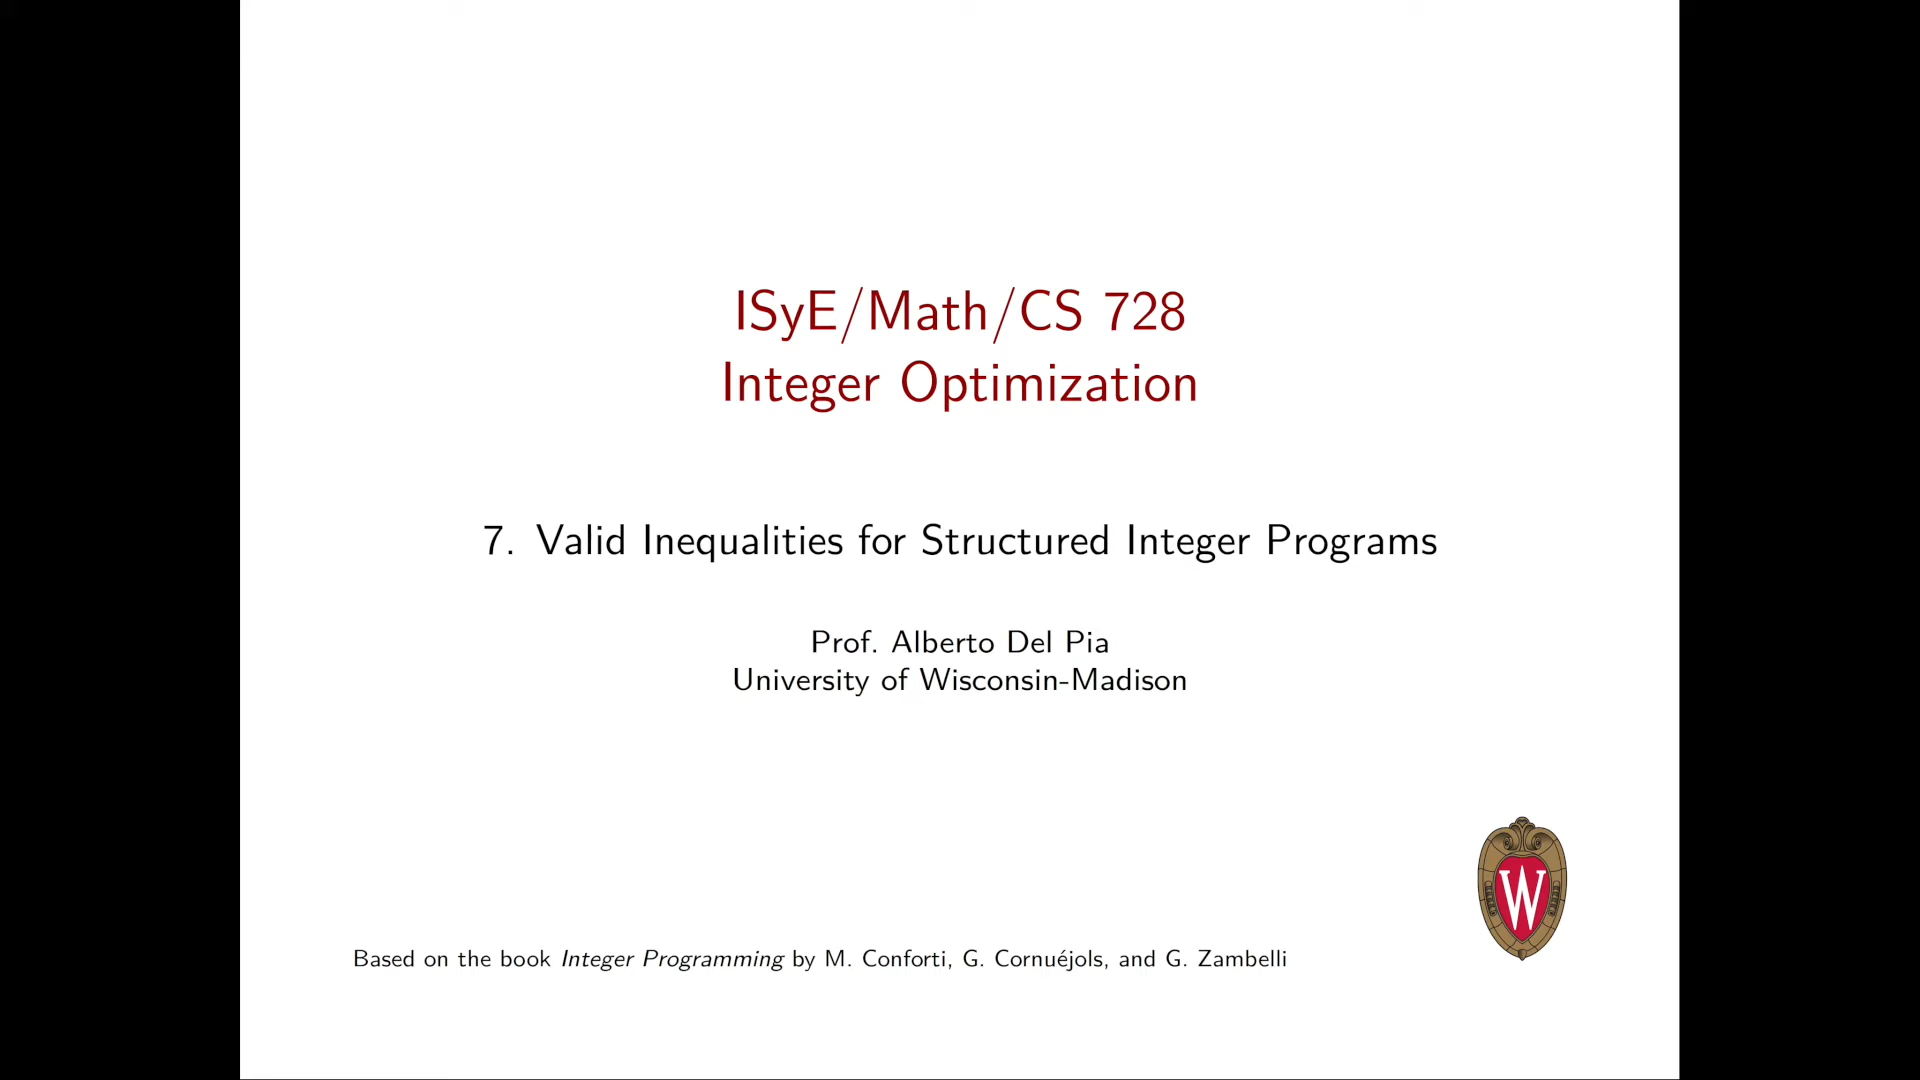 ISyE/Math/CS 728
Integer Optimization
7. Valid Inequalities for Structured Integer Programs
Prof. Alberto Del Pia
University of Wisconsin-Madison
W
Based on the book Integer Programming by M. Conforti, G. Cornuéjols, and G. Zambelli